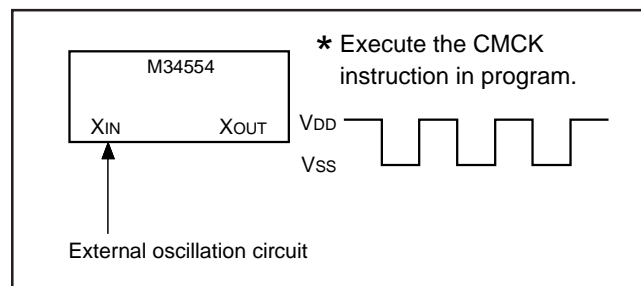 M34554
XIN
XOUT
* Execute the CMCK
instruction in program.
VDD
VSS
External oscillation circuit